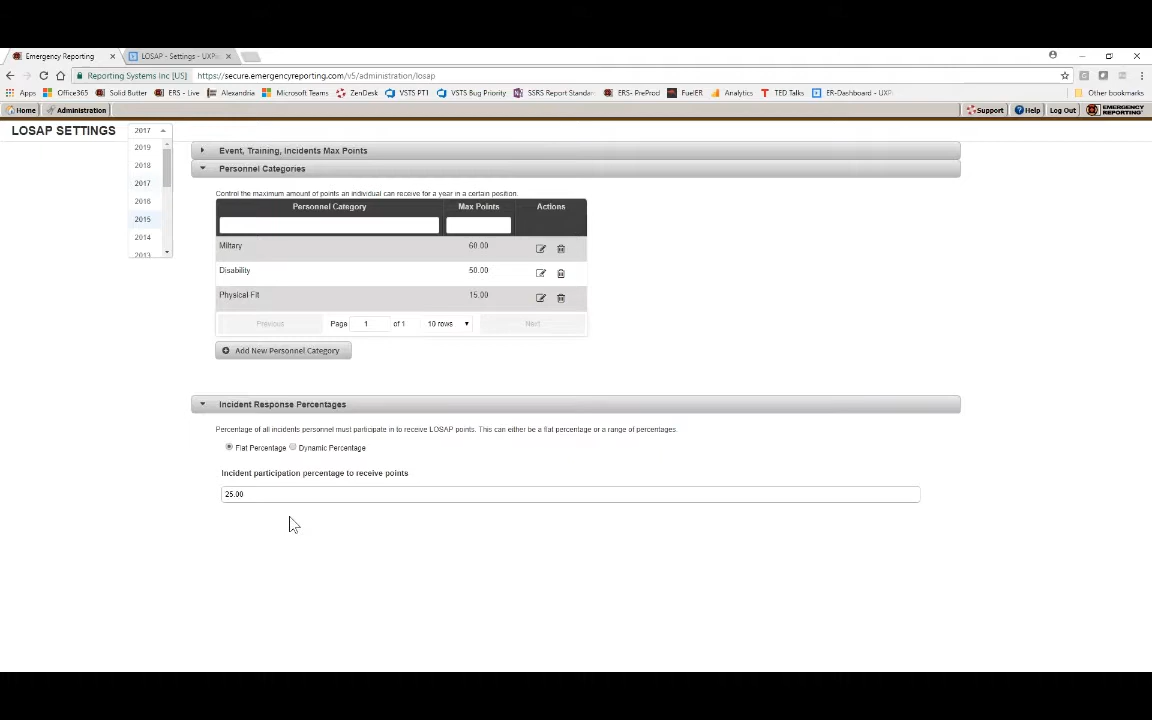 Emergency Reporting
LOSAP - Settings - UXPi
Reporting Systems Inc [US]
https://secure.emergencyreporting.com/v5/administration/losap
Apps
Office365
Solid Butter
ERS - Live
Alexandria
Microsoft Teams
ZenDesk
VSTS PT1
VSTS Bug Priority
SSRS Report Standar
ERS- PreProd
FuelER
Analytics
TED Talks
ER-Dashboard - UXP
Other bookmarks
Home
Administration
Support
Help
Log Out
EMERGENCY
REPORTING
LOSAP SETTINGS
2017
2019
2018
2017
2016
2015
2014
2013
Event, Training, Incidents Max Points
Personnel Categories
Control the maximum amount of points an individual can receive for a year in a certain position.
Personnel Category Max Points Actions
Miltary 60.00
Disability 50.00
Physical Fit 15.00
Previous Page 1 of 1 10 rows Next
Add New Personnel Category
Incident Response Percentages
Percentage of all incidents personnel must participate in to receive LOSAP points. This can either be a flat percentage or a range of percentages.
Flat Percentage Dynamic Percentage
Incident participation percentage to receive points
25.00